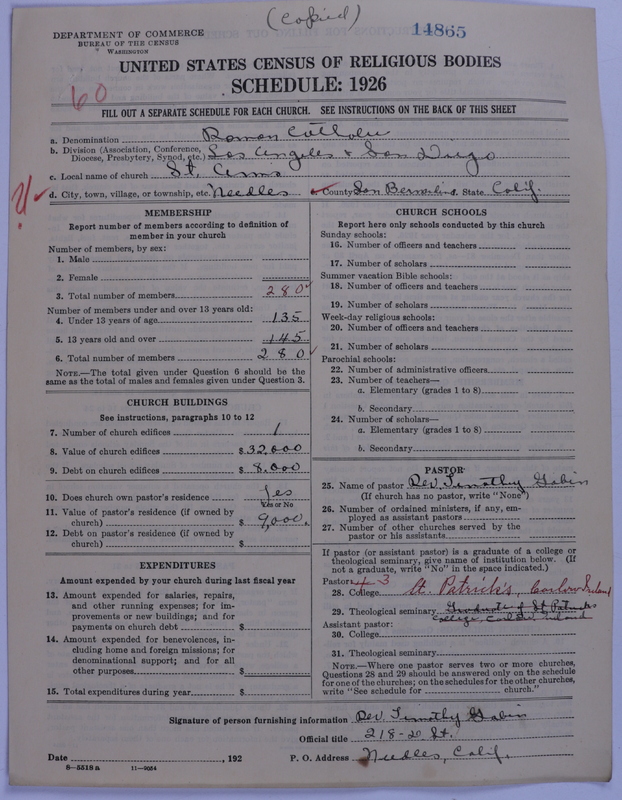 (Copied)
DEPARTMENT OF COMMERCE
BUREAU OF THE CENSUS
WASHINGTON
14865
UNITED STATES CENSUS OF RELIGIOUS BODIES
SCHEDULE: 1926
60
FILL OUT A SEPARATE SCHEDULE FOR EACH CHURCH. SEE INSTRUCTIONS ON THE BACK OF THIS SHEET
a. Denomination Roman Catholic
b. Division (Association, Conference, Diocese, Presbytery, Synod, etc.) Los Angeles & San Diego
c. Local name of church St. Anns
d. City, town, village, or township, etc. Needles County San Bernardino State Calif.
MEMBERSHIP
Report number of members according to definition of
member in your church
Number of members, by sex:
1. Male
2. Female
3. Total number of members 280
Number of members under and over 13 years old:
4. Under 13 years of age 135
5. 13 years old and over 145
6. Total number of members 280
NOTE.—The total given under Question 6 should be the
same as the total of males and females given under Question 3.
CHURCH BUILDINGS
See instructions, paragraphs 10 to 12
7. Number of church edifices 1
8. Value of church edifices $ 32,000
9. Debt on church edifices $ 8,000
10. Does church own pastor's residence Yes
Yes or No
11. Value of pastor's residence (if owned by
church) $ 9,000.
12. Debt on pastor's residence (if owned by
church) $
EXPENDITURES
Amount expended by your church during last fiscal year
13. Amount expended for salaries, repairs,
and other running expenses; for im-
provements or new buildings; and for
payments on church debt $
14. Amount expended for benevolences, in-
cluding home and foreign missions; for
denominational support; and for all
other purposes $
15. Total expenditures during year $
CHURCH SCHOOLS
Report here only schools conducted by this church
Sunday schools:
16. Number of officers and teachers
17. Number of scholars
Summer vacation Bible schools:
18. Number of officers and teachers
19. Number of scholars
Week-day religious schools:
20. Number of officers and teachers
21. Number of scholars
Parochial schools:
22. Number of administrative officers
23. Number of teachers—
a. Elementary (grades 1 to 8)
b. Secondary
24. Number of scholars—
a. Elementary (grades 1 to 8)
b. Secondary
PASTOR
25. Name of pastor Rev. Timothy Galvin
(If church has no pastor, write "None")
26. Number of ordained ministers, if any, em-
ployed as assistant pastors
27. Number of other churches served by the
pastor or his assistants
If pastor (or assistant pastor) is a graduate of a college or
theological seminary, give name of institution below. (If
not a graduate, write "No" in the space indicated.)
Pastor:
28. College St. Patrick's, Carlow Ireland
29. Theological seminary Graduate of St Patricks
College, Carlow, Ireland
Assistant pastor:
30. College
31. Theological seminary
NOTE.—Where one pastor serves two or more churches,
Questions 28 and 29 should be answered only on the schedule
for one of the churches; on the schedules for the other churches,
write "See schedule for church."
Signature of person furnishing information Rev. Timothy Galvin
Official title 218-D St.
Date , 192 P. O. Address Needles, Calif.
8—5518 a 11—9054